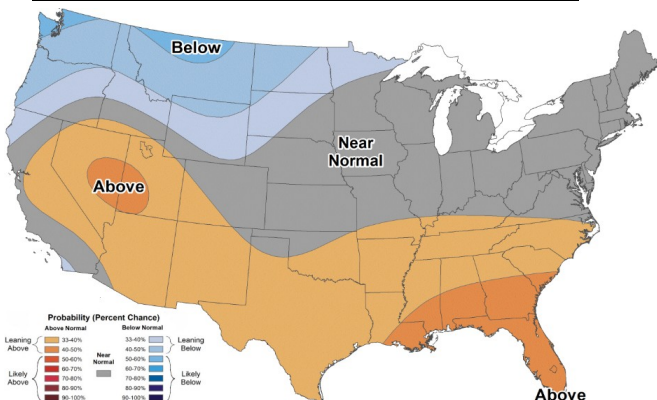 Below
Near
Normal
Above
Above
Probability (Percent Chance)
Above Normal
Below Normal
Leaning
Above
33-40%
40-50%
Likely
Above
50-60%
60-70%
70-80%
80-90%
90-100%
Near
Normal
33-40%
40-50%
Leaning
Below
50-60%
60-70%
70-80%
80-90%
90-100%
Likely
Below